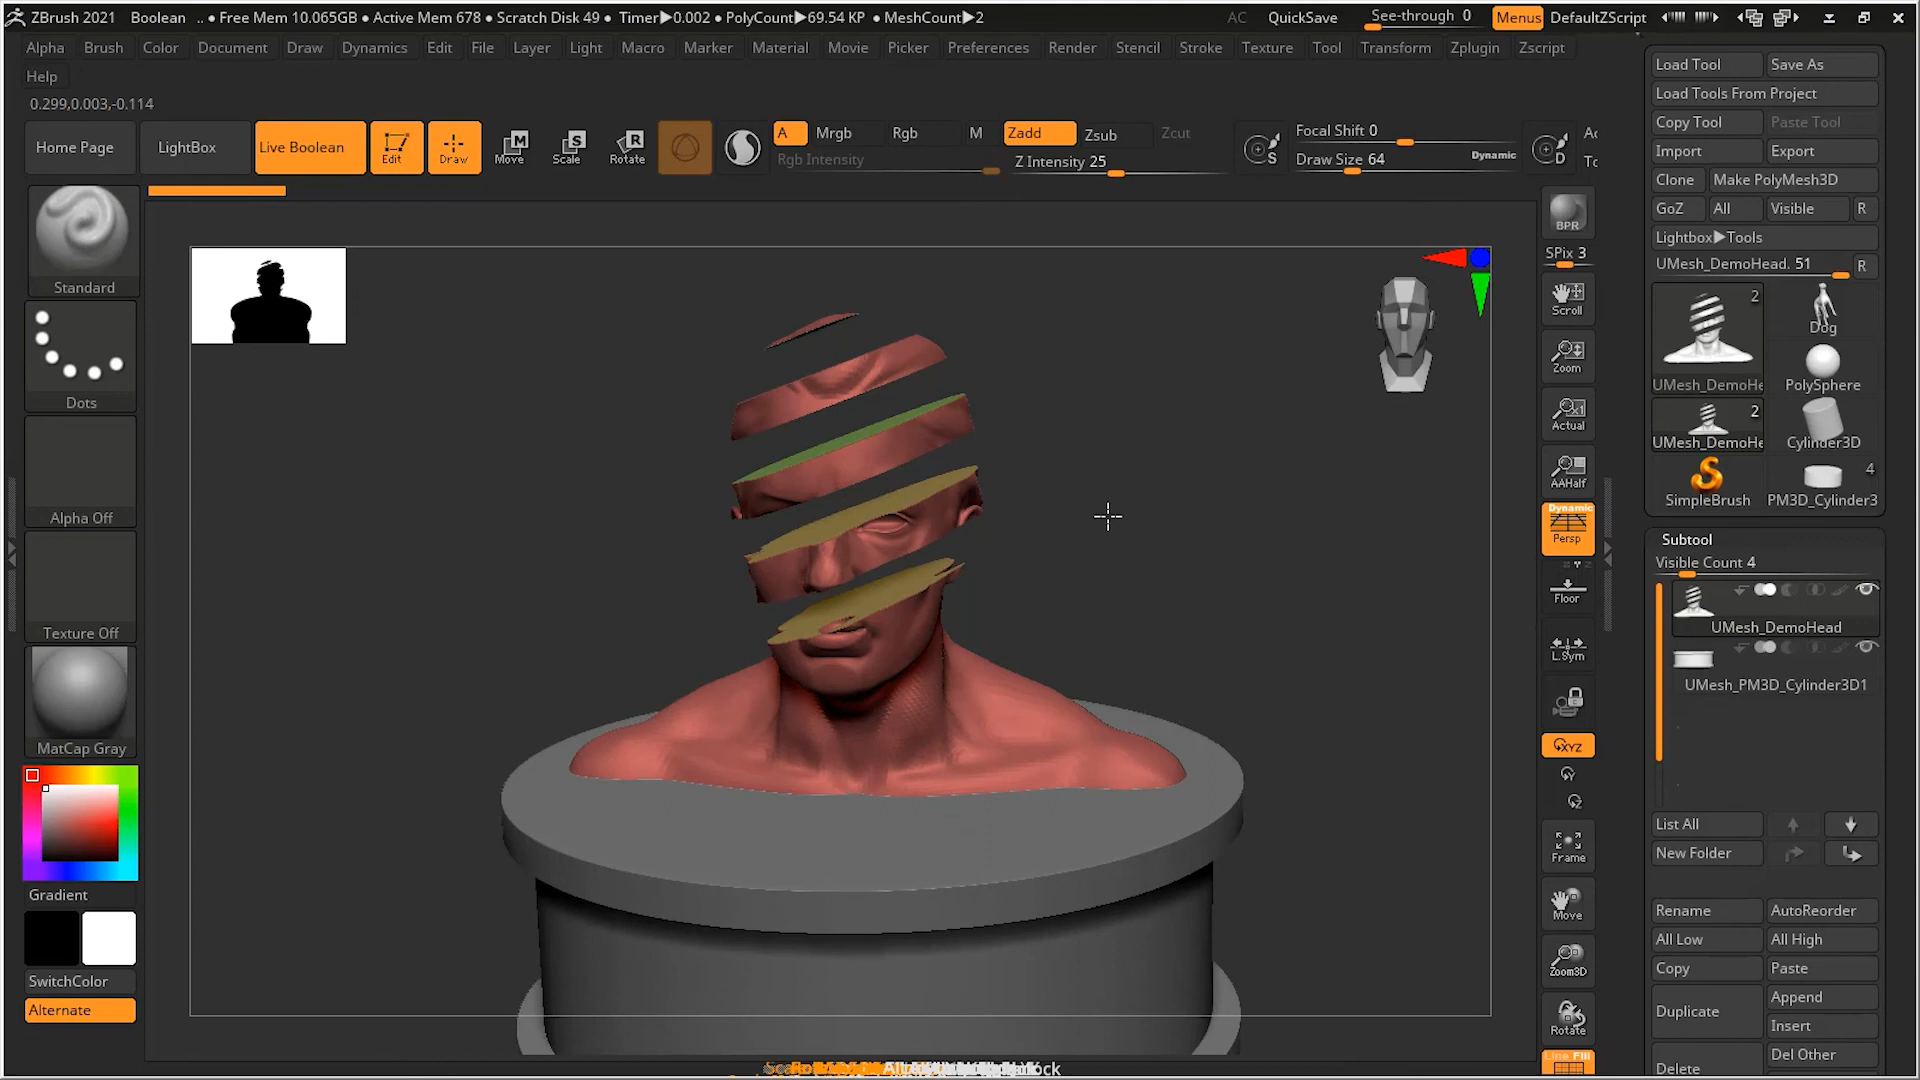 ZBrush 2021 Boolean .. • Free Mem 10.065GB • Active Mem 678 • Scratch Disk 49 • Timer▶0.002 • PolyCount▶69.54 KP • MeshCount▶2 AC QuickSave See-through 0 Menus DefaultZScript
Alpha Brush Color Document Draw Dynamics Edit File Layer Light Macro Marker Material Movie Picker Preferences Render Stencil Stroke Texture Tool Transform Zplugin Zscript
Help
0.299,0.003,-0.114
Home Page LightBox Live Boolean Edit Draw Move Scale Rotate
M S R
A Mrgb Rgb M Zadd Zsub Zcut
Rgb Intensity Z Intensity 25
S Focal Shift 0 D
Draw Size 64 Dynamic
Standard
Dots
Alpha Off
Texture Off
MatCap Gray
Gradient
SwitchColor
Alternate
BPR
SPix 3
Scroll
Zoom
Actual
AAHalf
Dynamic
Persp
Floor
L.Sym
XYZ
Y
Z
Frame
Move
Zoom3D
Rotate
Line Fill
Load Tool Save As
Load Tools From Project
Copy Tool Paste Tool
Import Export
Clone Make PolyMesh3D
GoZ All Visible R
Lightbox▶Tools
UMesh_DemoHead. 51 R
2 Dog
UMesh_DemoHe PolySphere
2
UMesh_DemoHe Cylinder3D
4
SimpleBrush PM3D_Cylinder3
Subtool
Visible Count 4
UMesh_DemoHead
UMesh_PM3D_Cylinder3D1
List All
New Folder
Rename AutoReorder
All Low All High
Copy Paste
Duplicate Append
Insert
Delete Del Other